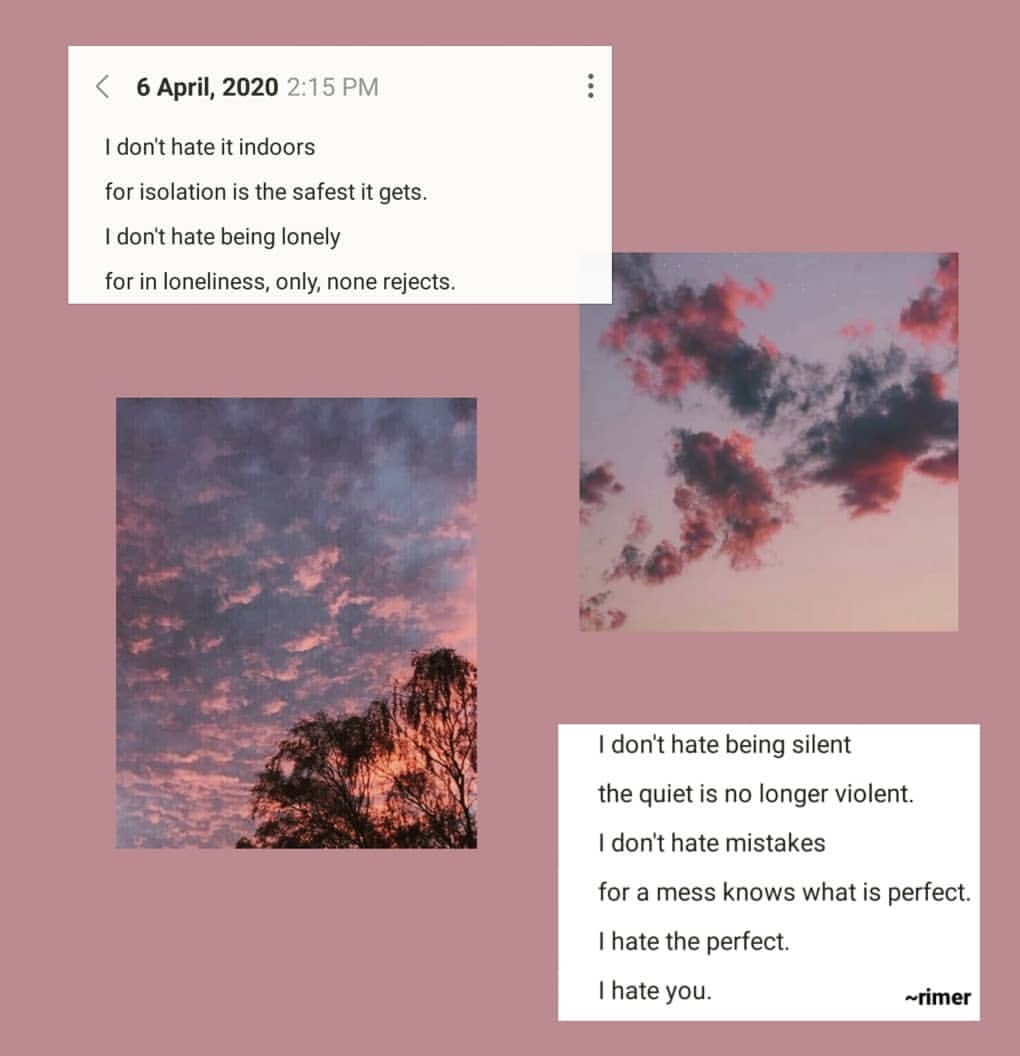 6 April, 2020 2:15 PM
I don't hate it indoors
for isolation is the safest it gets.
I don't hate being lonely
for in loneliness, only, none rejects.
I don't hate being silent
the quiet is no longer violent.
I don't hate mistakes
for a mess knows what is perfect.
I hate the perfect.
I hate you.
~rimer